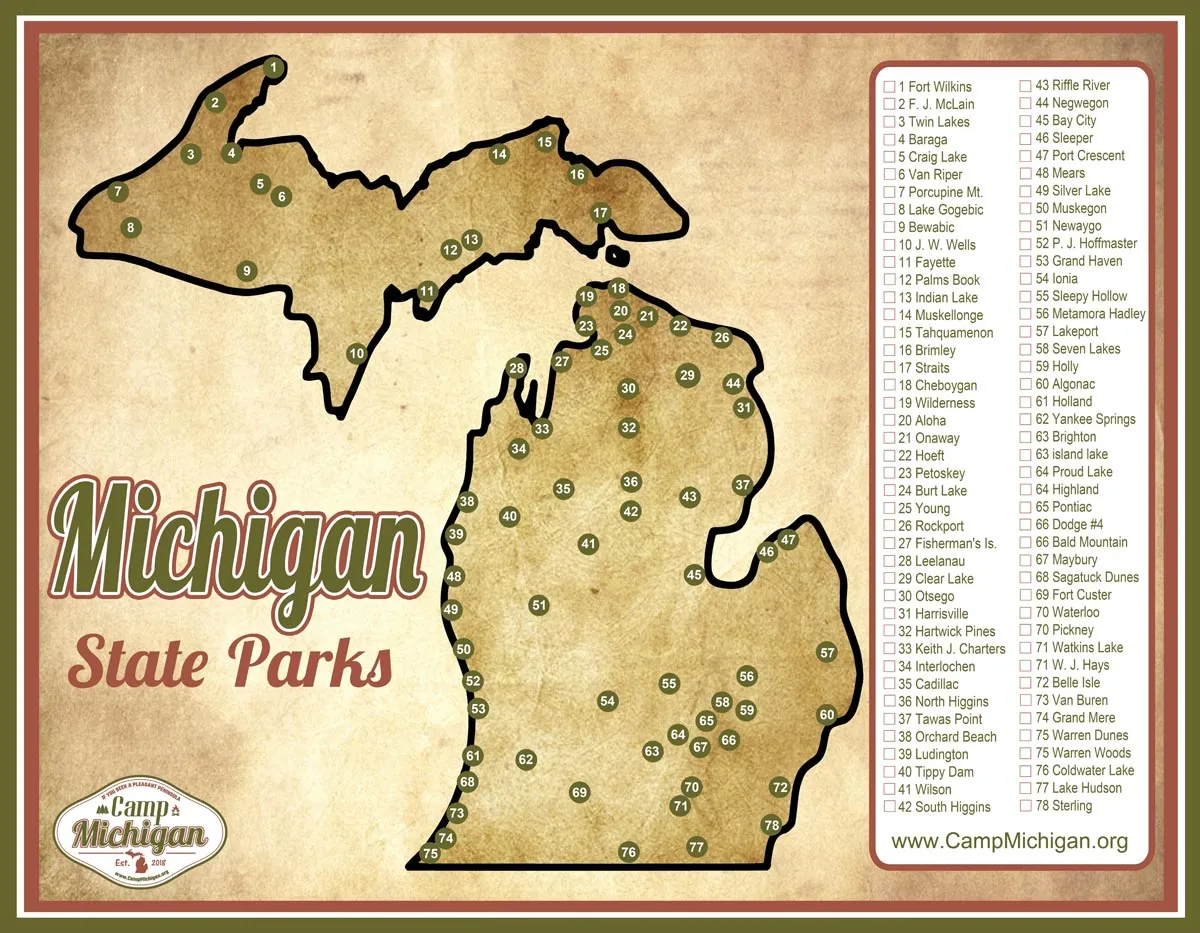 1
2
3
4
15
14
16
5
6
7
17
8
13
12
9
11
18
19
20
21
23
22
24
26
25
10
27
28
29
44
30
31
32
33
34
36
37
35
43
38
42
40
39
47
41
46
45
48
51
49
50
57
56
52
55
54
58
53
59
60
65
64
66
67
63
61
62
68
70
72
69
71
73
78
74
77
76
75
Michigan
State Parks
IF YOU SEEK A PLEASANT PENINSULA
Camp
Michigan
Est. 2018
www.CampMichigan.org
1 Fort Wilkins
2 F. J. McLain
3 Twin Lakes
4 Baraga
5 Craig Lake
6 Van Riper
7 Porcupine Mt.
8 Lake Gogebic
9 Bewabic
10 J. W. Wells
11 Fayette
12 Palms Book
13 Indian Lake
14 Muskellonge
15 Tahquamenon
16 Brimley
17 Straits
18 Cheboygan
19 Wilderness
20 Aloha
21 Onaway
22 Hoeft
23 Petoskey
24 Burt Lake
25 Young
26 Rockport
27 Fisherman's Is.
28 Leelanau
29 Clear Lake
30 Otsego
31 Harrisville
32 Hartwick Pines
33 Keith J. Charters
34 Interlochen
35 Cadillac
36 North Higgins
37 Tawas Point
38 Orchard Beach
39 Ludington
40 Tippy Dam
41 Wilson
42 South Higgins
43 Riffle River
44 Negwegon
45 Bay City
46 Sleeper
47 Port Crescent
48 Mears
49 Silver Lake
50 Muskegon
51 Newaygo
52 P. J. Hoffmaster
53 Grand Haven
54 Ionia
55 Sleepy Hollow
56 Metamora Hadley
57 Lakeport
58 Seven Lakes
59 Holly
60 Algonac
61 Holland
62 Yankee Springs
63 Brighton
63 island lake
64 Proud Lake
64 Highland
65 Pontiac
66 Dodge #4
66 Bald Mountain
67 Maybury
68 Sagatuck Dunes
69 Fort Custer
70 Waterloo
70 Pickney
71 Watkins Lake
71 W. J. Hays
72 Belle Isle
73 Van Buren
74 Grand Mere
75 Warren Dunes
75 Warren Woods
76 Coldwater Lake
77 Lake Hudson
78 Sterling
www.CampMichigan.org